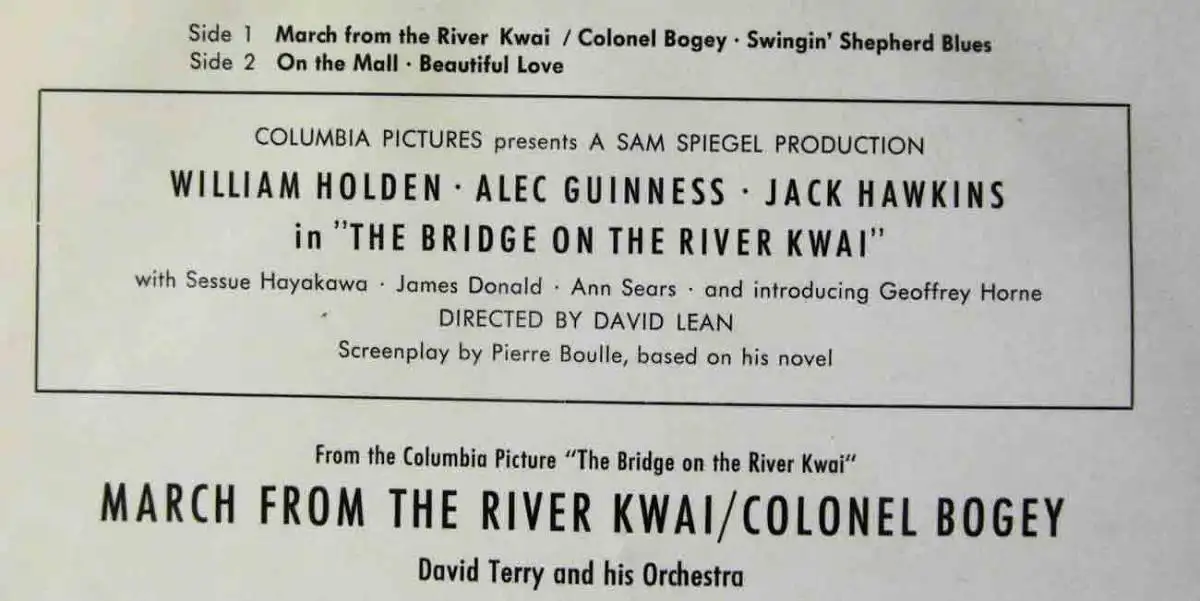 Side 1 March from the River Kwai / Colonel Bogey · Swingin' Shepherd Blues
Side 2 On the Mall · Beautiful Love
COLUMBIA PICTURES presents A SAM SPIEGEL PRODUCTION
WILLIAM HOLDEN · ALEC GUINNESS · JACK HAWKINS
in "THE BRIDGE ON THE RIVER KWAI"
with Sessue Hayakawa · James Donald · Ann Sears · and introducing Geoffrey Horne
DIRECTED BY DAVID LEAN
Screenplay by Pierre Boulle, based on his novel
From the Columbia Picture "The Bridge on the River Kwai"
MARCH FROM THE RIVER KWAI/COLONEL BOGEY
David Terry and his Orchestra